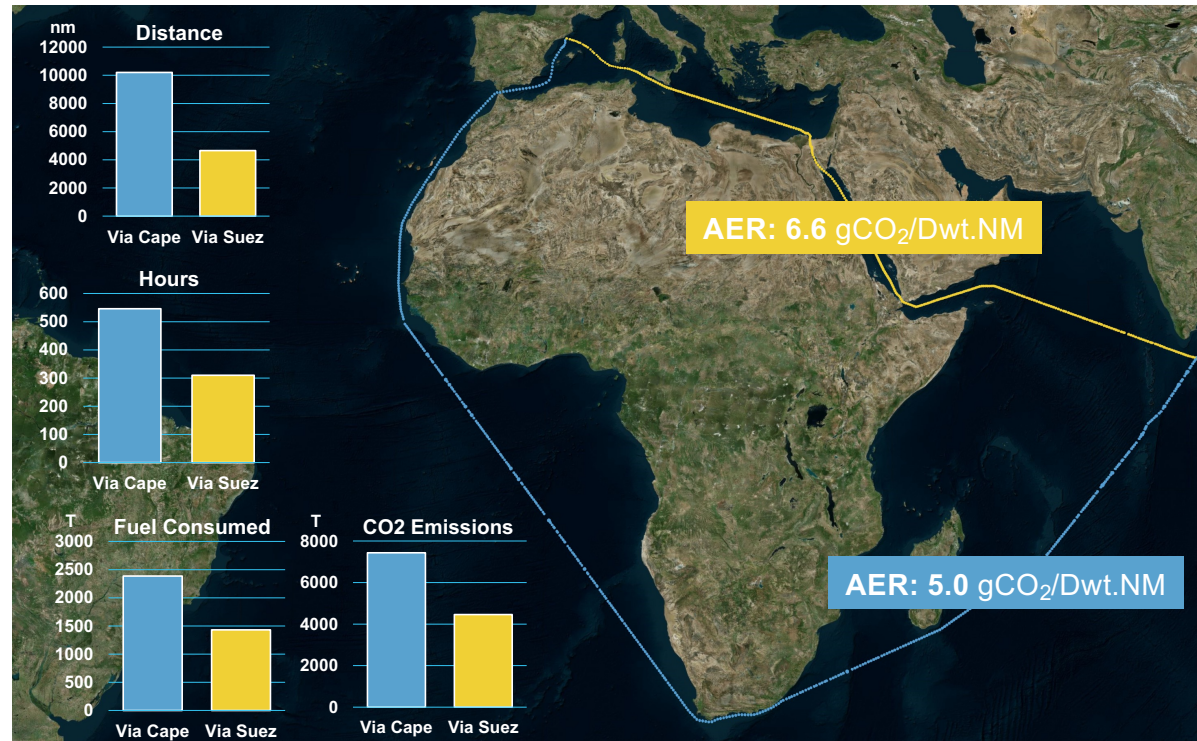 nm
Distance
12000
10000
8000
6000
4000
2000
0
Via Cape Via Suez
Hours
600
500
400
300
200
100
0
Via Cape Via Suez
T
Fuel Consumed
3000
2500
2000
1500
1000
500
0
Via Cape Via Suez
T
CO2 Emissions
8000
6000
4000
2000
0
Via Cape Via Suez
AER: 6.6 gCO₂/Dwt.NM
AER: 5.0 gCO₂/Dwt.NM